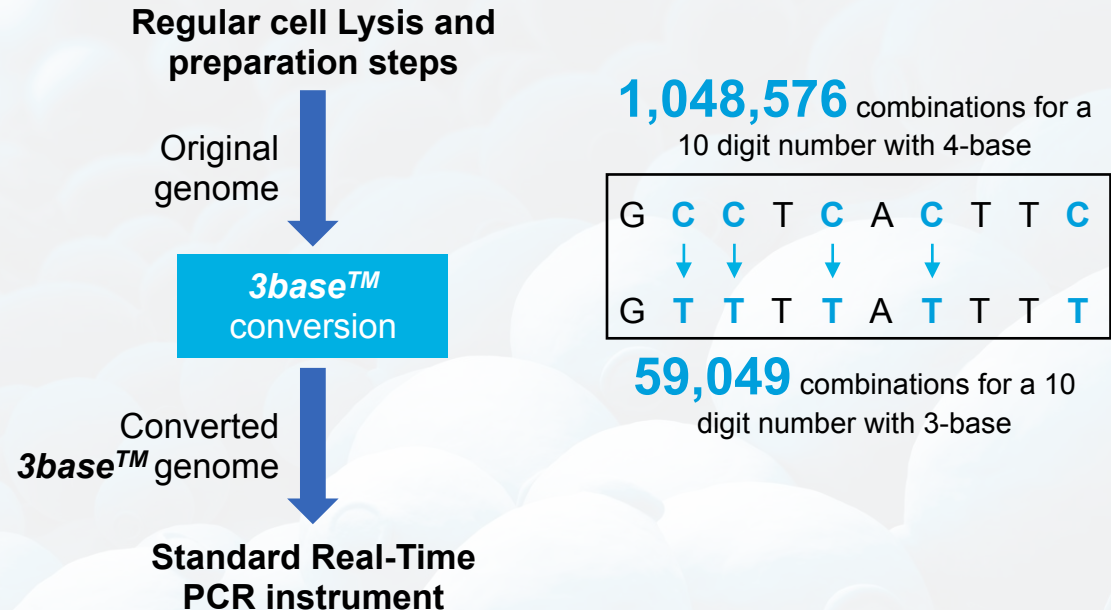 Regular cell Lysis and
preparation steps
Original
genome
3base™
conversion
Converted
3base™ genome
Standard Real-Time
PCR instrument
1,048,576 combinations for a
10 digit number with 4-base
G C C T C A C T T C
G T T T T A T T T T
59,049 combinations for a 10
digit number with 3-base